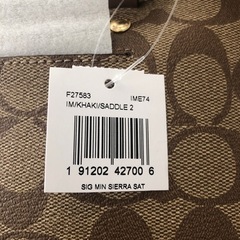 F27583 IME74
IM/KHAKI/SADDLE 2
1 91202 42700 6
SIG MIN SIERRA SAT